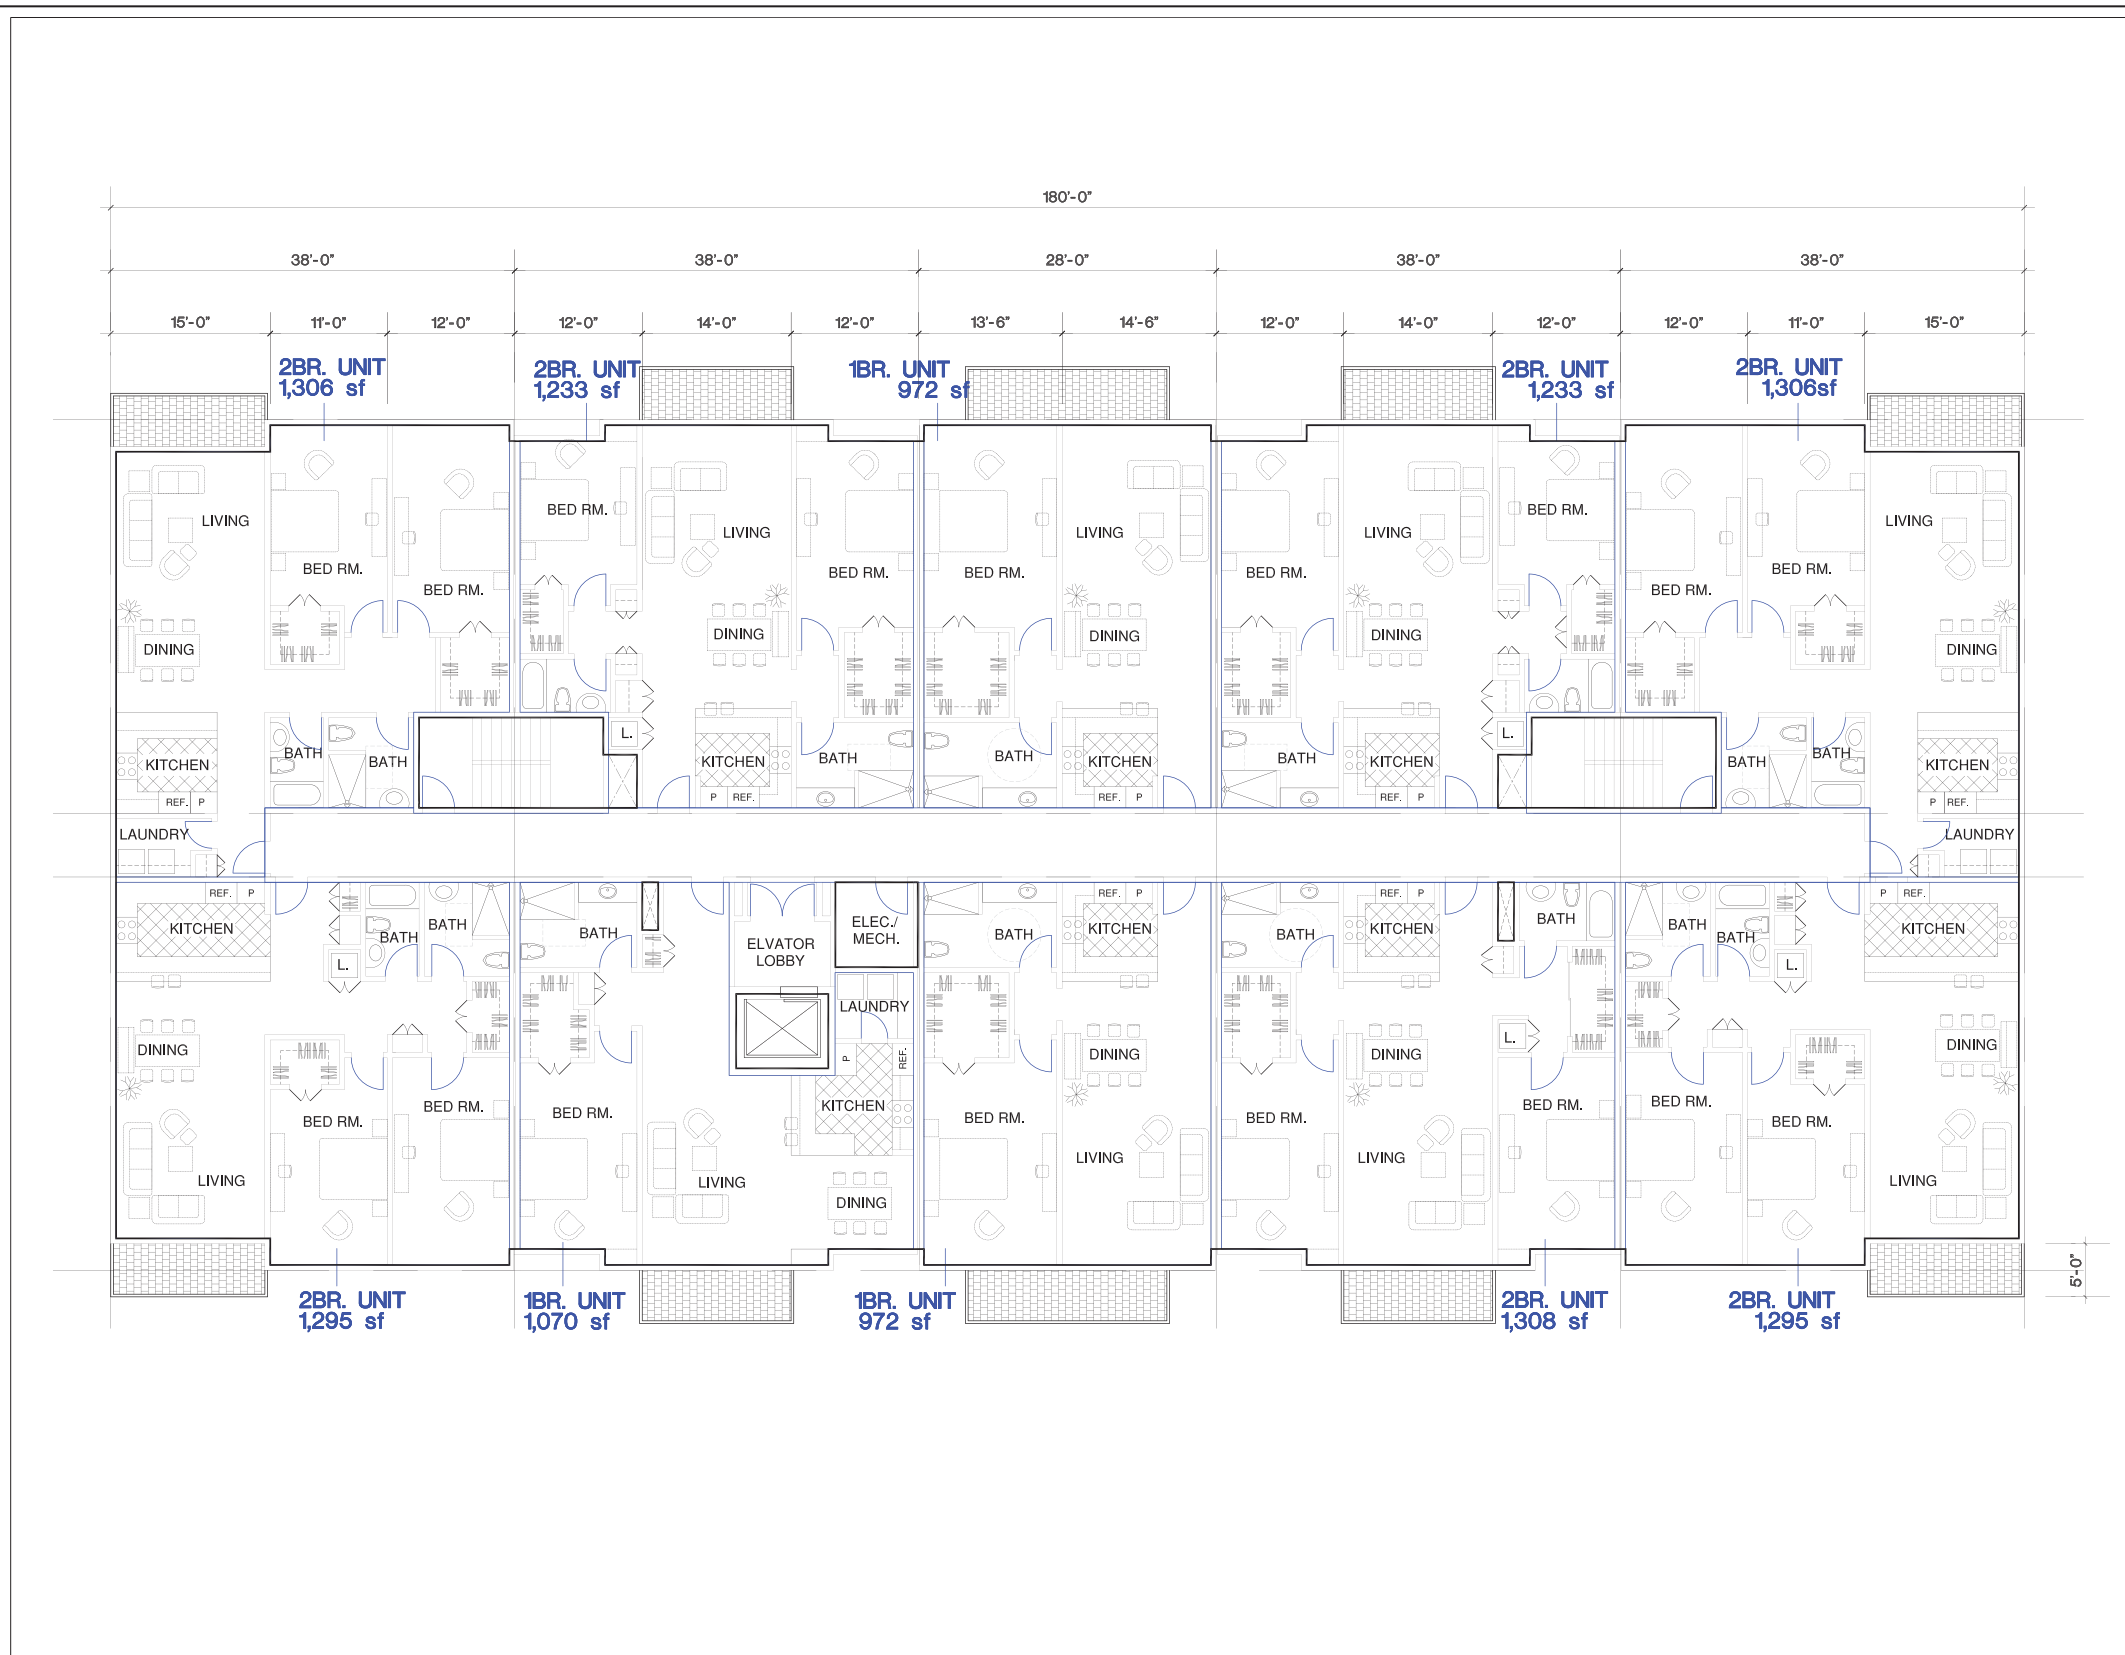 180'-0"
38'-0" 38'-0" 28'-0" 38'-0" 38'-0"
15'-0" 11'-0" 12'-0" 12'-0" 14'-0" 12'-0" 13'-6" 14'-6" 12'-0" 14'-0" 12'-0" 12'-0" 11'-0" 15'-0"
2BR. UNIT
1,306 sf
2BR. UNIT
1,233 sf
1BR. UNIT
972 sf
2BR. UNIT
1,233 sf
2BR. UNIT
1,306sf
BED RM. BED RM.
LIVING LIVING LIVING LIVING LIVING
BED RM. BED RM. BED RM. BED RM. BED RM.
BED RM. BED RM.
DINING DINING DINING DINING
DINING DINING
L. L.
BATH BATH BATH BATH BATH BATH BATH BATH
KITCHEN KITCHEN KITCHEN KITCHEN KITCHEN
REF. P P REF. REF. P REF. P P REF.
LAUNDRY LAUNDRY
REF. P REF. P REF. P P REF.
KITCHEN BATH BATH BATH ELEC./ BATH KITCHEN BATH KITCHEN BATH BATH BATH KITCHEN
MECH.
ELVATOR
LOBBY
L. L.
LAUNDRY
L.
DINING DINING DINING DINING
P REF.
KITCHEN
BED RM. BED RM. BED RM. BED RM. BED RM. BED RM. BED RM.
BED RM. BED RM.
LIVING LIVING LIVING LIVING LIVING
DINING
5'-0"
2BR. UNIT
1,295 sf
1BR. UNIT
1,070 sf
1BR. UNIT
972 sf
2BR. UNIT
1,308 sf
2BR. UNIT
1,295 sf